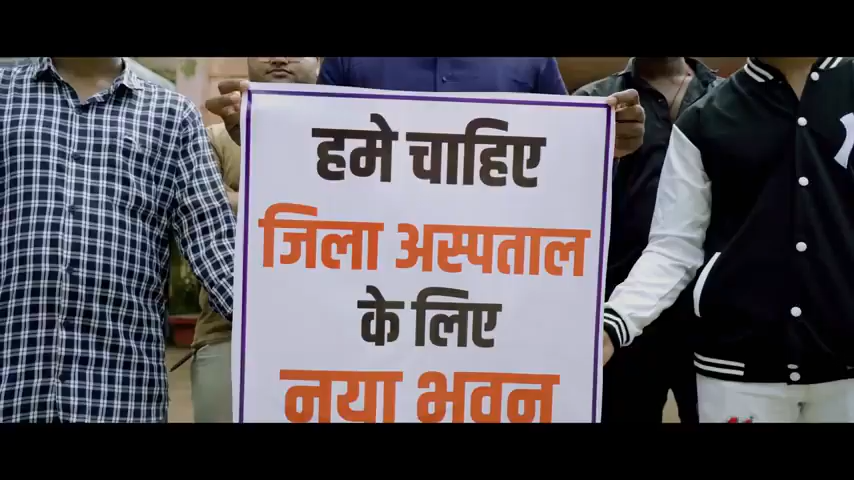 हमे चाहिए
जिला अस्पताल
के लिए
नया भवन